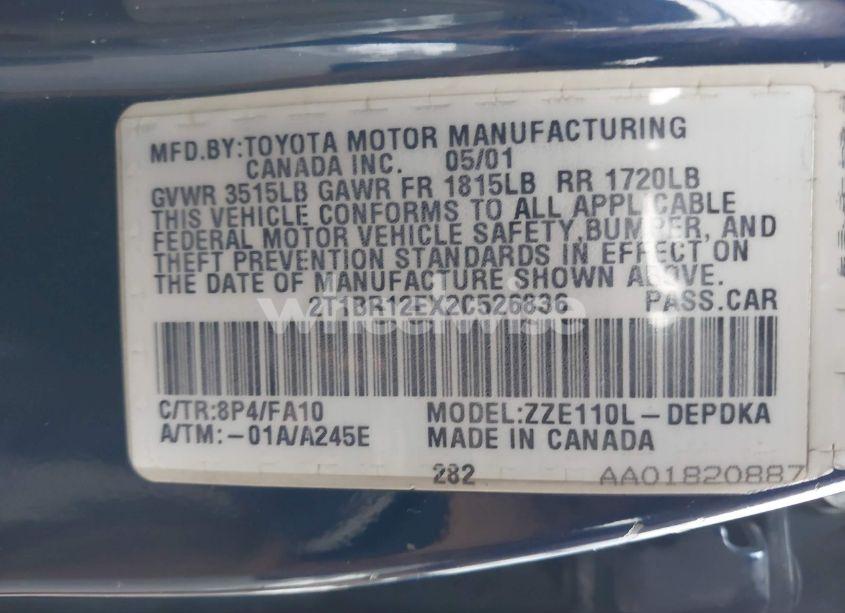 MFD.BY:TOYOTA MOTOR MANUFACTURING
CANADA INC. 05/01
GVWR 3515LB GAWR FR 1815LB RR 1720LB
THIS VEHICLE CONFORMS TO ALL APPLICABLE
FEDERAL MOTOR VEHICLE SAFETY,BUMPER, AND
THEFT PREVENTION STANDARDS IN EFFECT ON
THE DATE OF MANUFACTURE SHOWN ABOVE.
2T1BR12EX2C526836 PASS.CAR
wheelwise
C/TR:8P4/FA10 MODEL:ZZE110L-DEPDKA
A/TM:-01A/A245E MADE IN CANADA
282 AA01820887